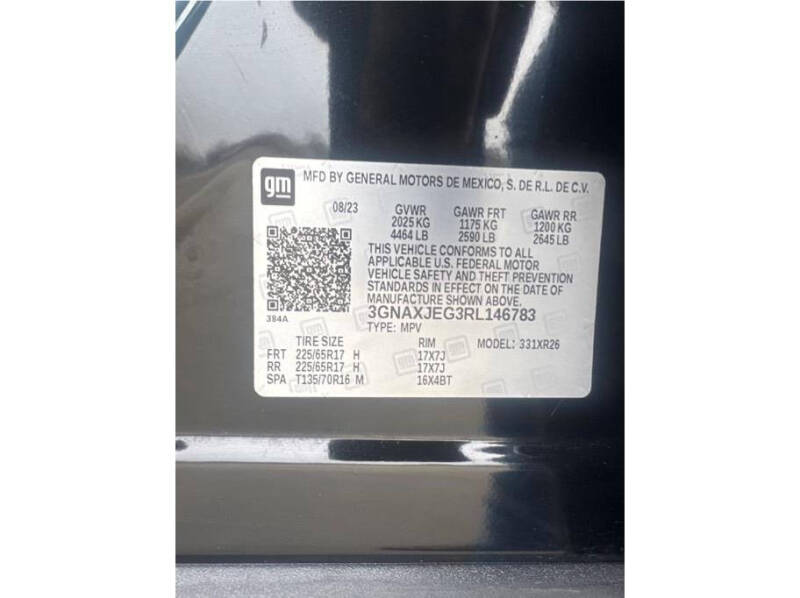 gm MFD BY GENERAL MOTORS DE MEXICO, S. DE R.L. DE C.V.
08/23 GVWR GAWR FRT GAWR RR
2025 KG 1175 KG 1200 KG
4464 LB 2590 LB 2645 LB
THIS VEHICLE CONFORMS TO ALL
APPLICABLE U.S. FEDERAL MOTOR
VEHICLE SAFETY AND THEFT PREVENTION
STANDARDS IN EFFECT ON THE DATE OF
MANUFACTURE SHOWN ABOVE.
3GNAXJEG3RL146783
384A
TYPE: MPV
TIRE SIZE RIM MODEL: 331XR26
FRT 225/65R17 H 17X7J
RR 225/65R17 H 17X7J
SPA T135/70R16 M 16X4BT